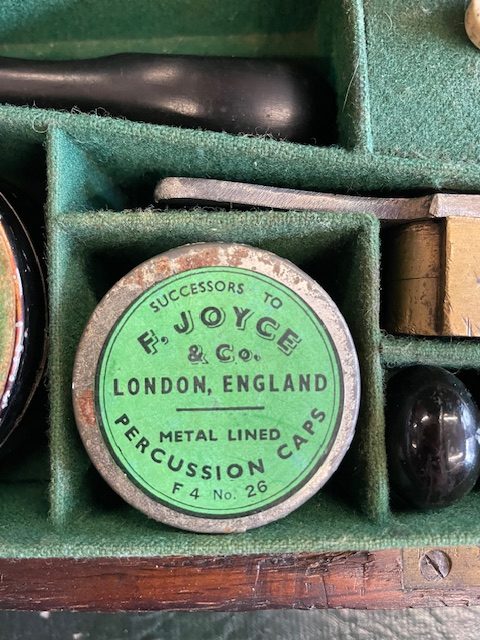 SUCCESSORS TO
F. JOYCE
& Co.
LONDON, ENGLAND
METAL LINED
PERCUSSION CAPS
F 4 No. 26